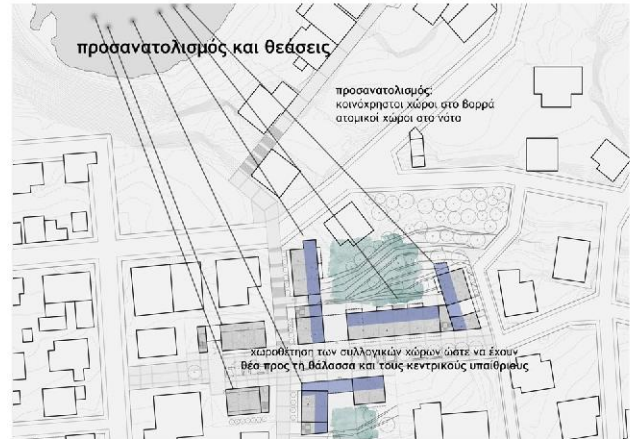 προσανατολισμός και θεάσεις
προσανατολισμός:
κοινόχρηστοι χώροι στο βορρά
ατομικοί χώροι στο νότο
χωροθέτηση των συλλογικών χώρων ώστε να έχουν
θέα προς τη θάλασσα και τους κεντρικούς υπαίθριους